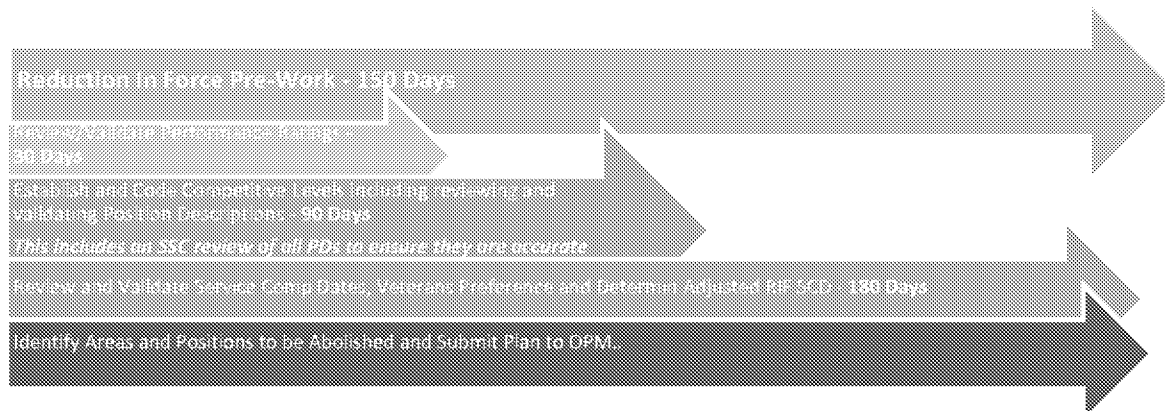 Reduction In Force Pre-Work - 150 Days
Review/Validate Performance Ratings -
30 Days
Establish and Code Competitive Levels including reviewing and
validating Position Descriptions - 90 Days
This includes an SSC review of all PDs to ensure they are accurate
Review and Validate Service Comp Dates, Veterans Preference and Determin Adjusted RIF SCD - 180 Days
Identify Areas and Positions to be Abolished and Submit Plan to OPM..